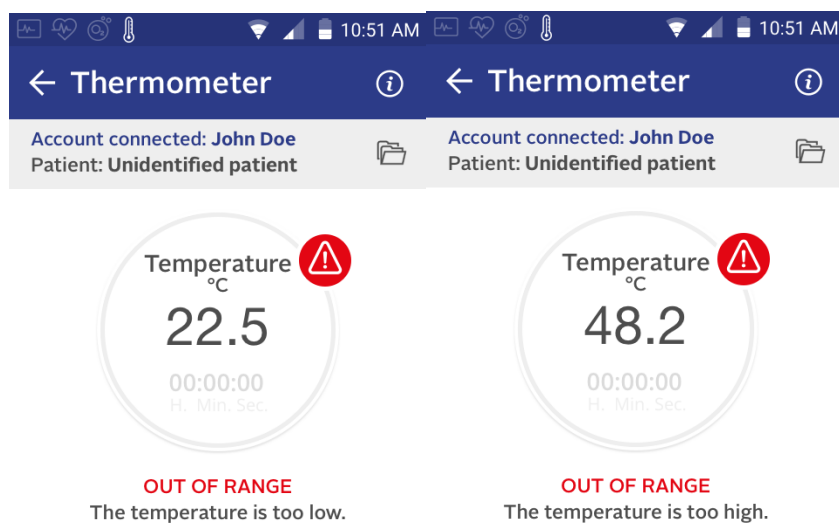 10:51 AM
Thermometer
Account connected: John Doe
Patient: Unidentified patient
Temperature
°C
22.5
00:00:00
H. Min. Sec.
OUT OF RANGE
The temperature is too low.
10:51 AM
Thermometer
Account connected: John Doe
Patient: Unidentified patient
Temperature
°C
48.2
00:00:00
H. Min. Sec.
OUT OF RANGE
The temperature is too high.